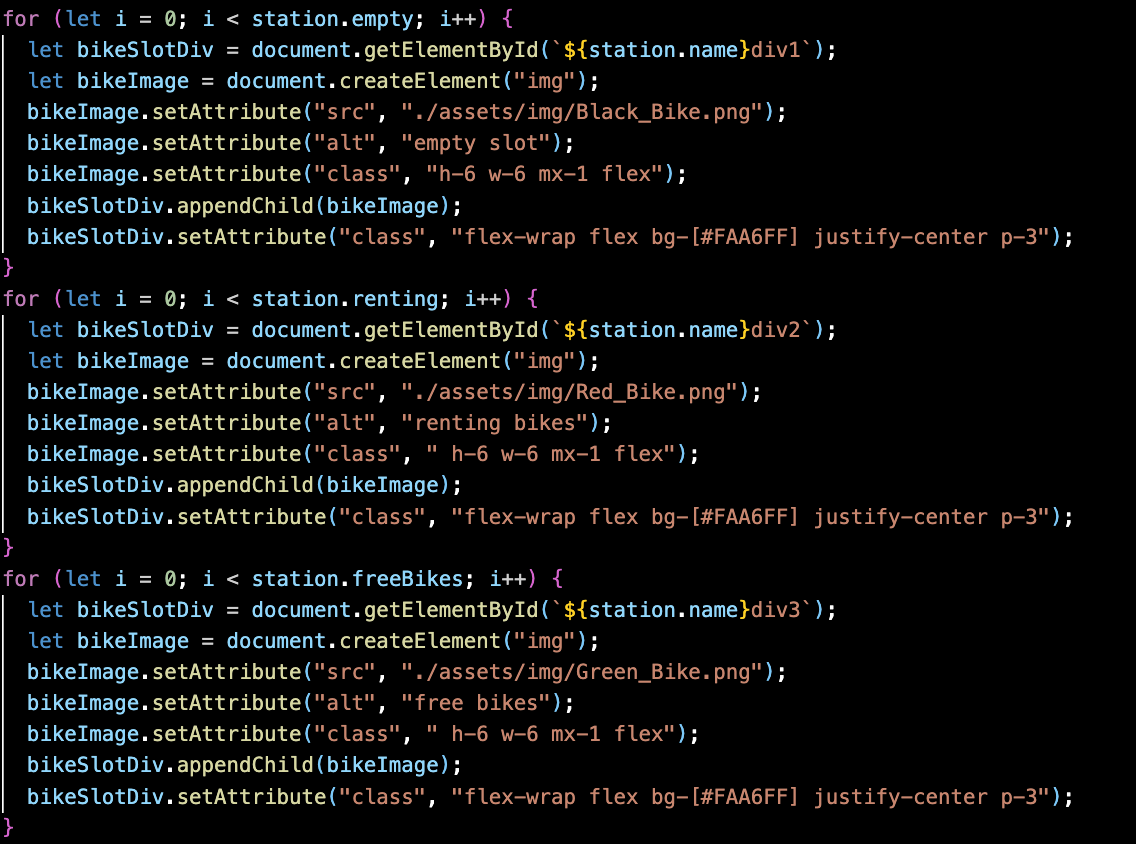 for (let i = 0; i < station.empty; i++) {
  let bikeSlotDiv = document.getElementById(`${station.name}div1`);
  let bikeImage = document.createElement("img");
  bikeImage.setAttribute("src", "./assets/img/Black_Bike.png");
  bikeImage.setAttribute("alt", "empty slot");
  bikeImage.setAttribute("class", "h-6 w-6 mx-1 flex");
  bikeSlotDiv.appendChild(bikeImage);
  bikeSlotDiv.setAttribute("class", "flex-wrap flex bg-[#FAA6FF] justify-center p-3");
}
for (let i = 0; i < station.renting; i++) {
  let bikeSlotDiv = document.getElementById(`${station.name}div2`);
  let bikeImage = document.createElement("img");
  bikeImage.setAttribute("src", "./assets/img/Red_Bike.png");
  bikeImage.setAttribute("alt", "renting bikes");
  bikeImage.setAttribute("class", " h-6 w-6 mx-1 flex");
  bikeSlotDiv.appendChild(bikeImage);
  bikeSlotDiv.setAttribute("class", "flex-wrap flex bg-[#FAA6FF] justify-center p-3");
}
for (let i = 0; i < station.freeBikes; i++) {
  let bikeSlotDiv = document.getElementById(`${station.name}div3`);
  let bikeImage = document.createElement("img");
  bikeImage.setAttribute("src", "./assets/img/Green_Bike.png");
  bikeImage.setAttribute("alt", "free bikes");
  bikeImage.setAttribute("class", " h-6 w-6 mx-1 flex");
  bikeSlotDiv.appendChild(bikeImage);
  bikeSlotDiv.setAttribute("class", "flex-wrap flex bg-[#FAA6FF] justify-center p-3");
}